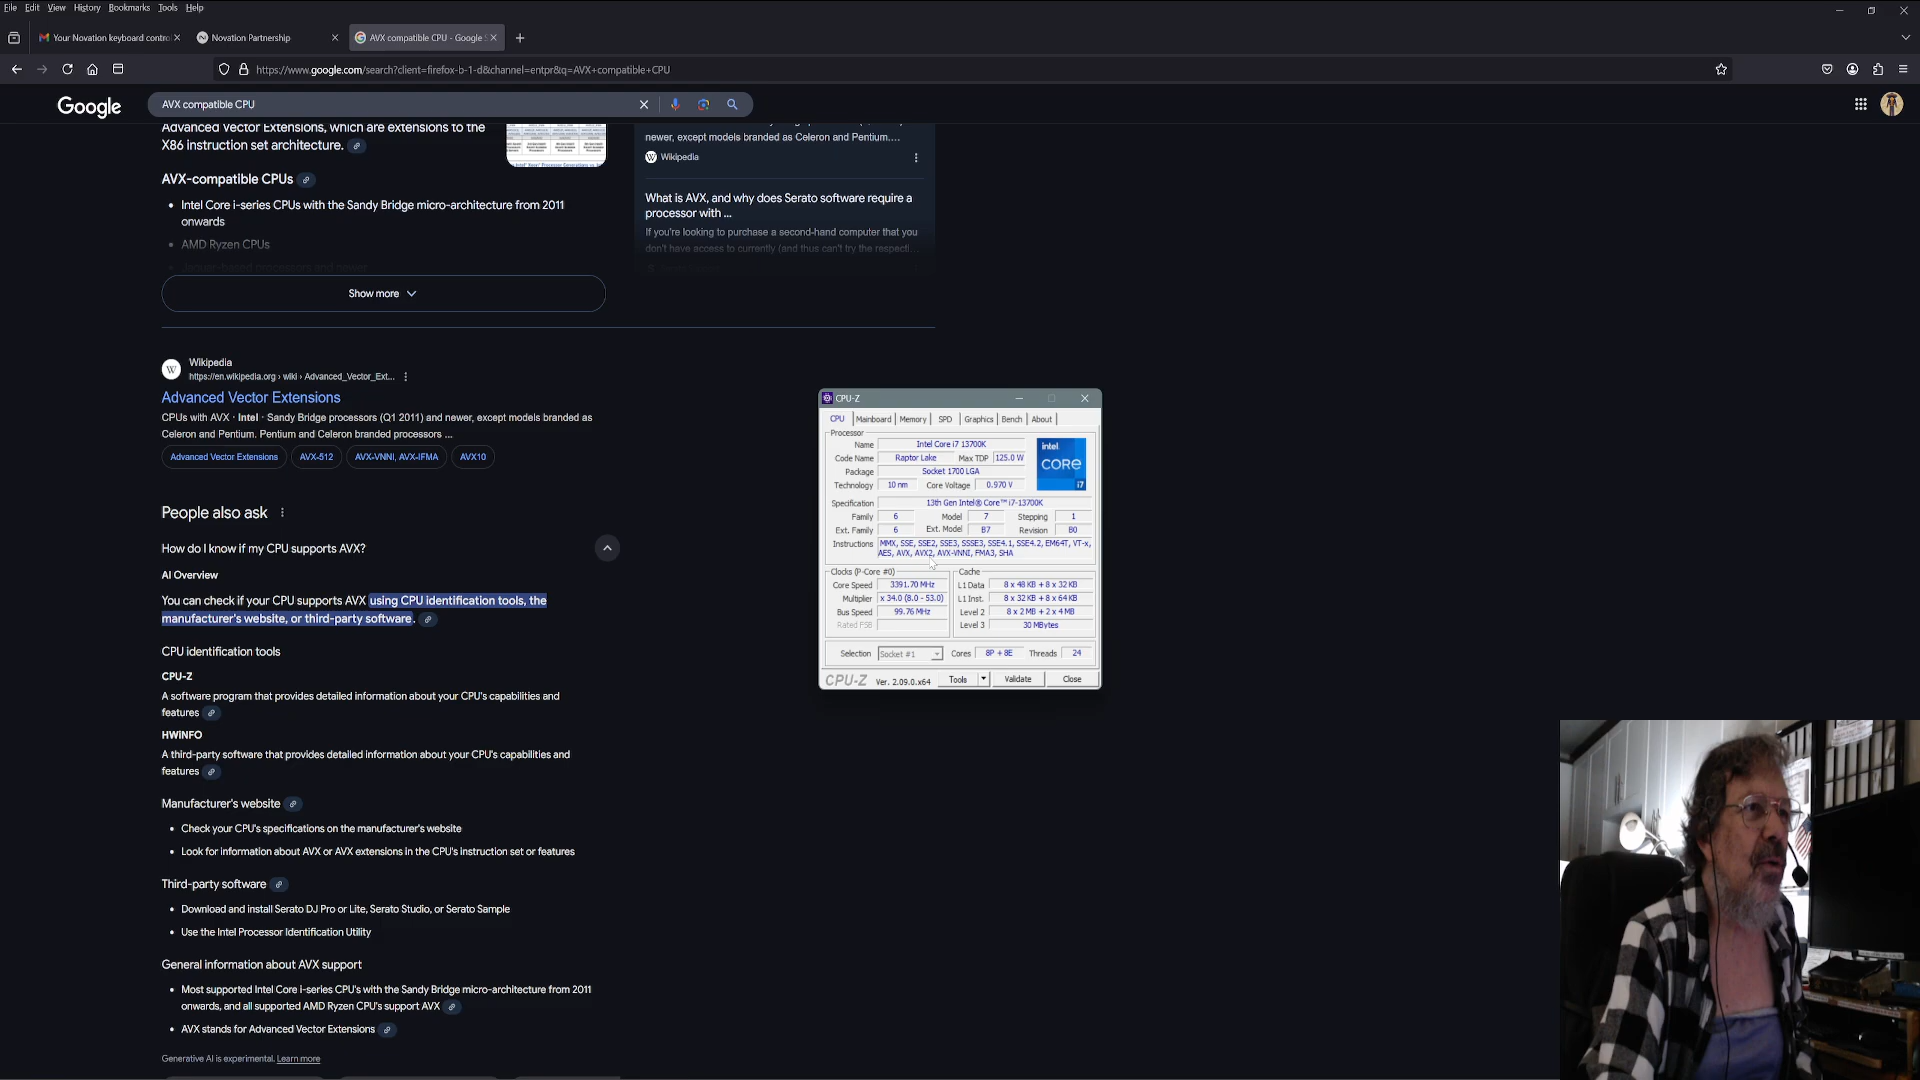 File Edit View History Bookmarks Tools Help
Your Novation keyboard contro
Novation Partnership
AVX compatible CPU - Google S
https://www.google.com/search?client=firefox-b-1-d&channel=entpr&q=AVX+compatible+CPU
Google
AVX compatible CPU
Advanced Vector Extensions, which are extensions to the
X86 instruction set architecture.
AVX-compatible CPUs
• Intel Core i-series CPUs with the Sandy Bridge micro-architecture from 2011
onwards
• AMD Ryzen CPUs
• Jaguar-based processors and newer
Show more
newer, except models branded as Celeron and Pentium....
Wikipedia
What is AVX, and why does Serato software require a
processor with ...
If you're looking to purchase a second-hand computer that you
don't have access to currently (and thus can't try the respecti...
Wikipedia
https://en.wikipedia.org › wiki › Advanced_Vector_Ext...
Advanced Vector Extensions
CPUs with AVX · Intel · Sandy Bridge processors (Q1 2011) and newer, except models branded as
Celeron and Pentium. Pentium and Celeron branded processors ...
Advanced Vector Extensions AVX-512 AVX-VNNI, AVX-IFMA AVX10
People also ask
How do I know if my CPU supports AVX?
AI Overview
You can check if your CPU supports AVX using CPU identification tools, the
manufacturer's website, or third-party software.
CPU identification tools
CPU-Z
A software program that provides detailed information about your CPU's capabilities and
features
HWiNFO
A third-party software that provides detailed information about your CPU's capabilities and
features
Manufacturer's website
• Check your CPU's specifications on the manufacturer's website
• Look for information about AVX or AVX extensions in the CPU's instruction set or features
Third-party software
• Download and install Serato DJ Pro or Lite, Serato Studio, or Serato Sample
• Use the Intel Processor Identification Utility
General information about AVX support
• Most supported Intel Core i-series CPU's with the Sandy Bridge micro-architecture from 2011
onwards, and all supported AMD Ryzen CPU's support AVX
• AVX stands for Advanced Vector Extensions
Generative AI is experimental. Learn more
CPU-Z
CPU Mainboard Memory SPD Graphics Bench About
Processor
Name Intel Core i7 13700K
Code Name Raptor Lake Max TDP 125.0 W
Package Socket 1700 LGA
Technology 10 nm Core Voltage 0.970 V
intel
CORE
i7
Specification 13th Gen Intel® Core™ i7-13700K
Family 6 Model 7 Stepping 1
Ext. Family 6 Ext. Model B7 Revision B0
Instructions MMX, SSE, SSE2, SSE3, SSSE3, SSE4.1, SSE4.2, EM64T, VT-x,
AES, AVX, AVX2, AVX-VNNI, FMA3, SHA
Clocks (P-Core #0)
Core Speed 3391.70 MHz
Multiplier x 34.0 (8.0 - 53.0)
Bus Speed 99.76 MHz
Rated FSB
Cache
L1 Data 8 x 48 KB + 8 x 32 KB
L1 Inst. 8 x 32 KB + 8 x 64 KB
Level 2 8 x 2 MB + 2 x 4 MB
Level 3 30 MBytes
Selection Socket #1 Cores 8P + 8E Threads 24
CPU-Z Ver. 2.09.0.x64 Tools Validate Close